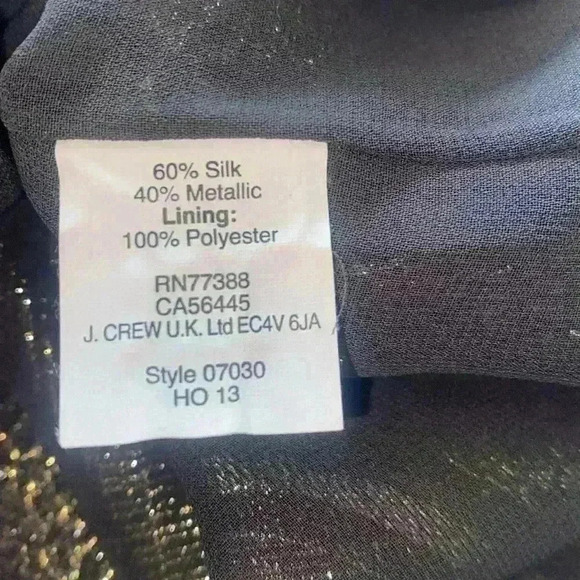 60% Silk
40% Metallic
Lining:
100% Polyester
RN77388
CA56445
J. CREW U.K. Ltd EC4V 6JA
Style 07030
HO 13